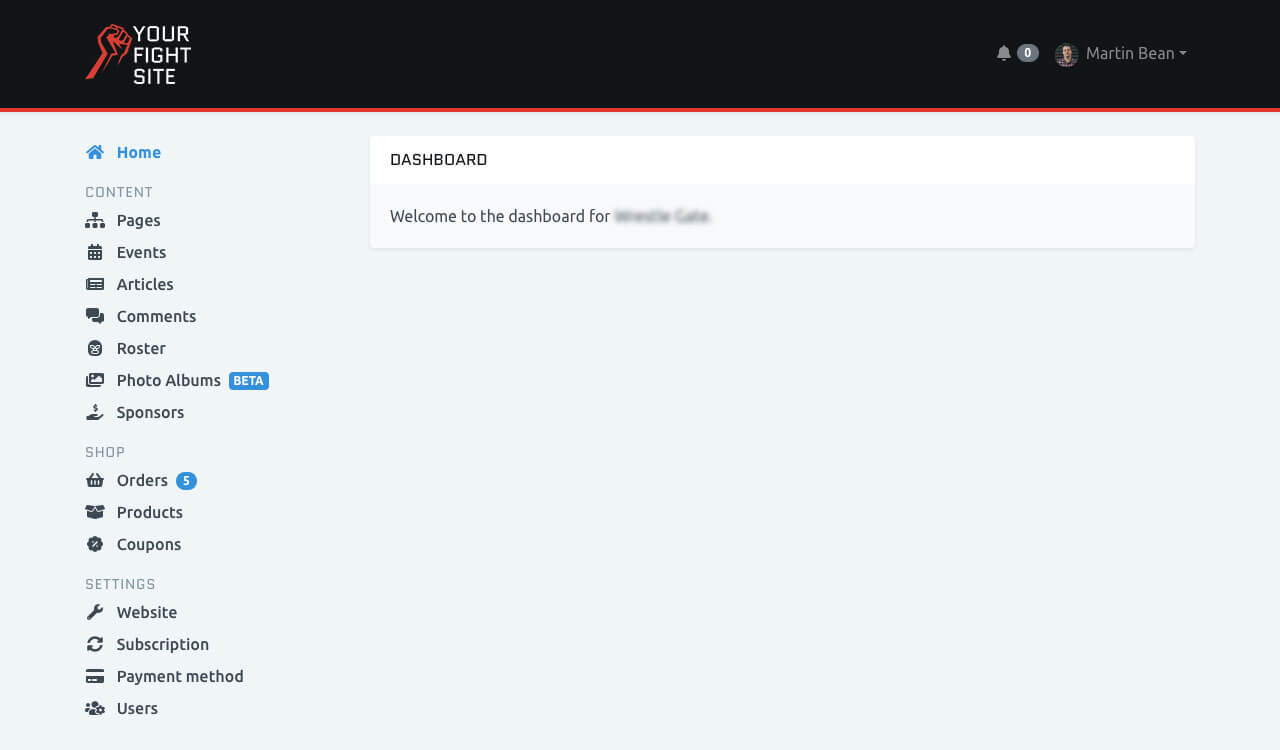 YOUR
FIGHT
SITE
0
Martin Bean
Home
CONTENT
Pages
Events
Articles
Comments
Roster
Photo Albums BETA
Sponsors
SHOP
Orders 5
Products
Coupons
SETTINGS
Website
Subscription
Payment method
Users
DASHBOARD
Welcome to the dashboard for